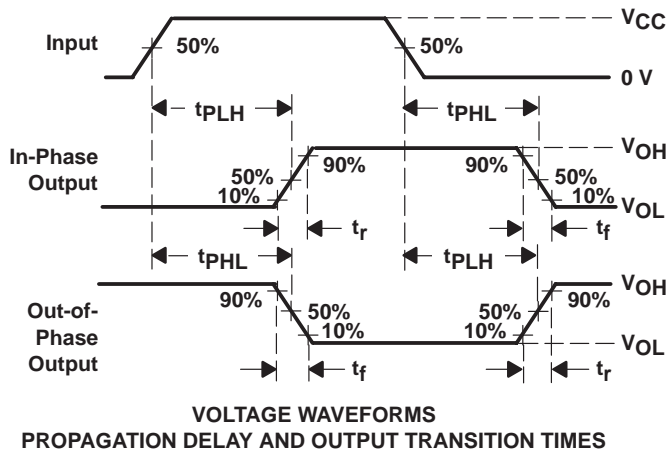 Input
50%
50%
VCC
0 V
tPLH
tPHL
In-Phase
Output
90%
50%
10%
90%
50%
10%
VOH
VOL
tr
tf
tPHL
tPLH
Out-of-
Phase
Output
90%
50%
10%
90%
50%
10%
VOH
VOL
tf
tr
VOLTAGE WAVEFORMS
PROPAGATION DELAY AND OUTPUT TRANSITION TIMES